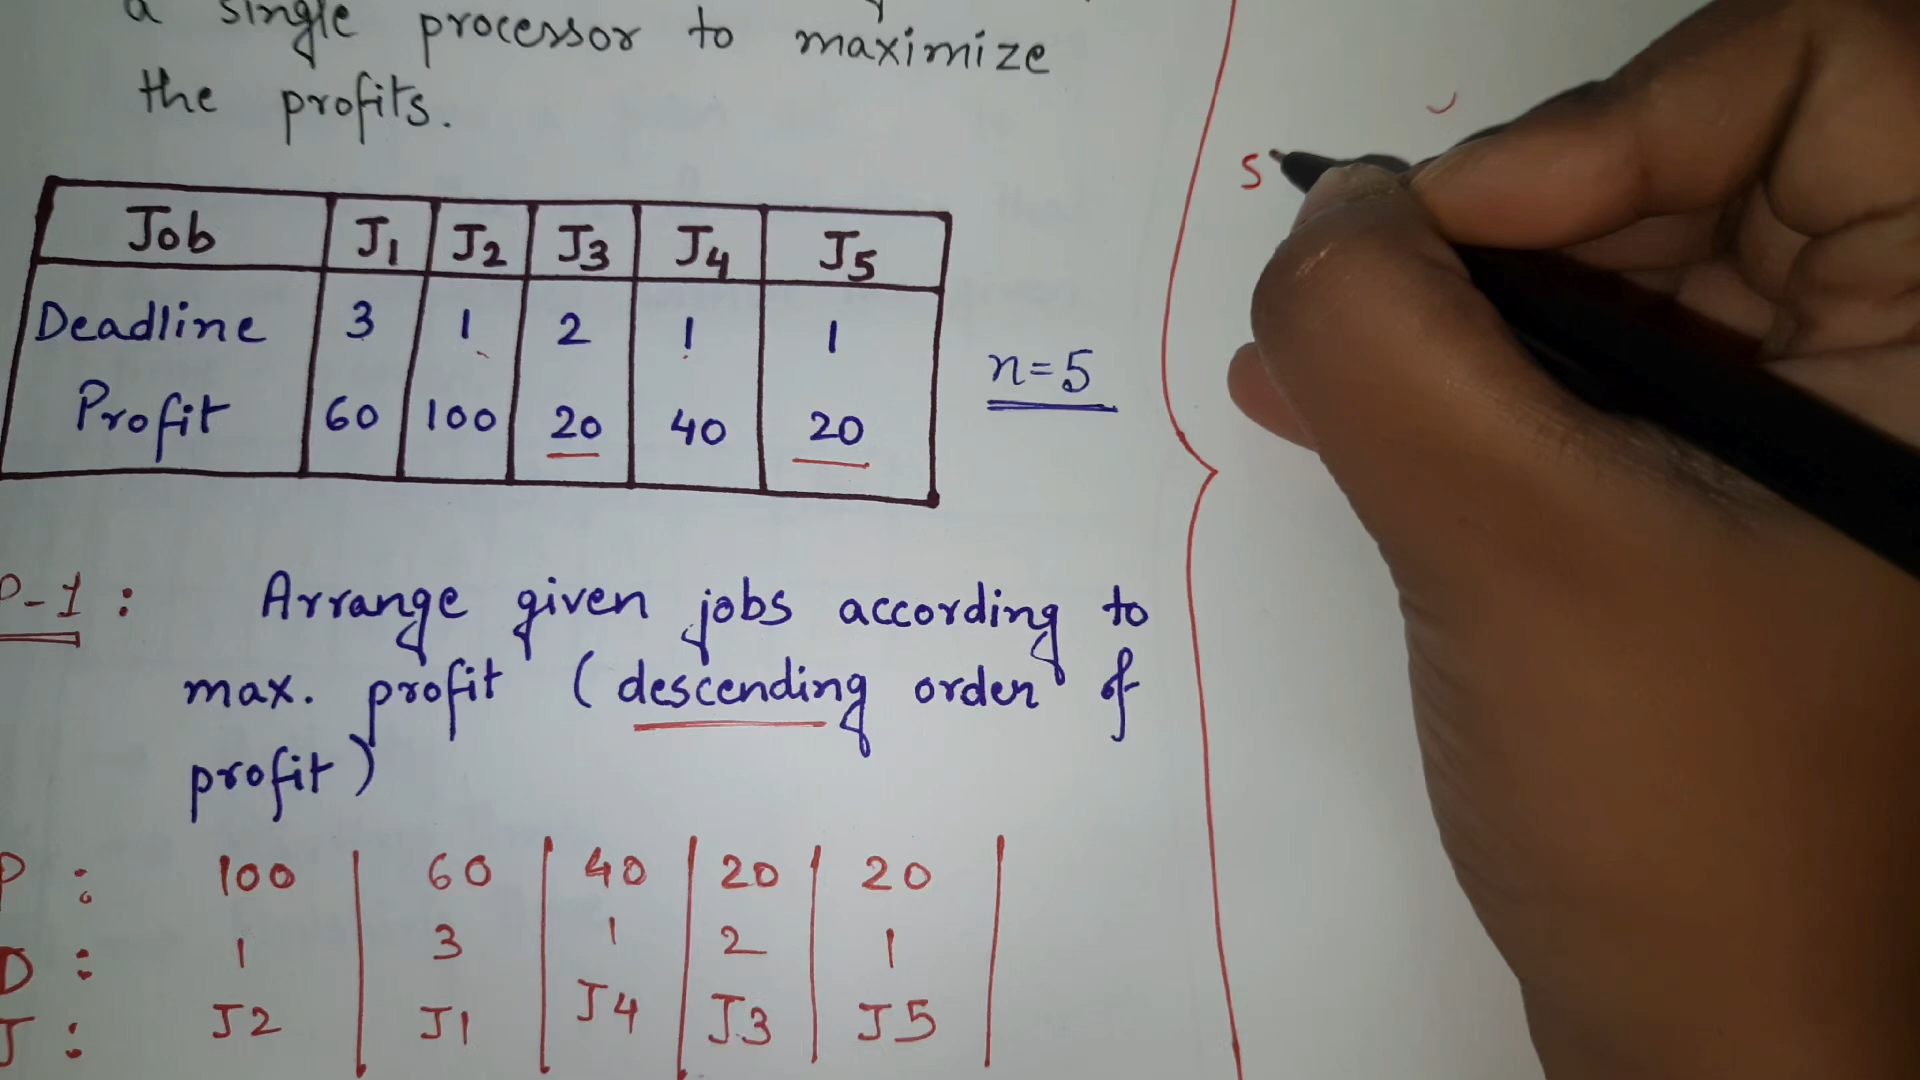 a single processor to maximize
the profits.
Job J1 J2 J3 J4 J5
Deadline 3 1 2 1 1
Profit 60 100 20 40 20
n=5
P-1 : Arrange given jobs according to
max. profit (descending order of
profit)
P : 100 60 40 20 20
D : 1 3 1 2 1
J : J2 J1 J4 J3 J5
S